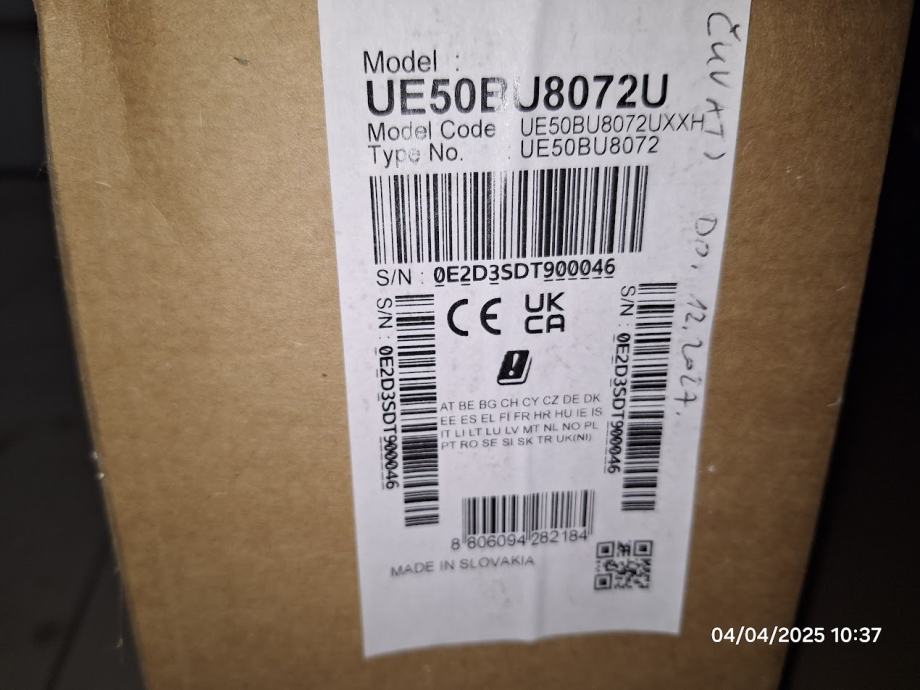 Model :
UE50BU8072U
Model Code UE50BU8072UXXH
Type No. : UE50BU8072
S/N : 0E2D3SDT900046
S/N : 0E2D3SDT900046
CE UK
CA
S/N : 0E2D3SDT900046
AT BE BG CH CY CZ DE DK
EE ES EL FI FR HR HU IE IS
IT LI LT LU LV MT NL NO PL
PT RO SE SI SK TR UK(NI)
8 806094 282184
MADE IN SLOVAKIA
ČUVATI DO, 12.2027.
04/04/2025 10:37